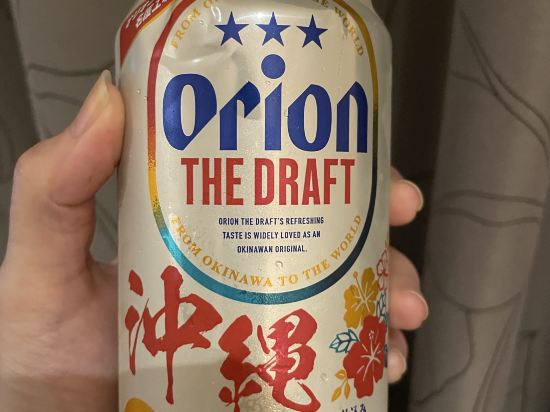 FROM OKINAWA TO THE WORLD
Orion
THE DRAFT
ORION THE DRAFT'S REFRESHING
TASTE IS WIDELY LOVED AS AN
OKINAWAN ORIGINAL.
FROM OKINAWA TO THE WORLD
沖縄